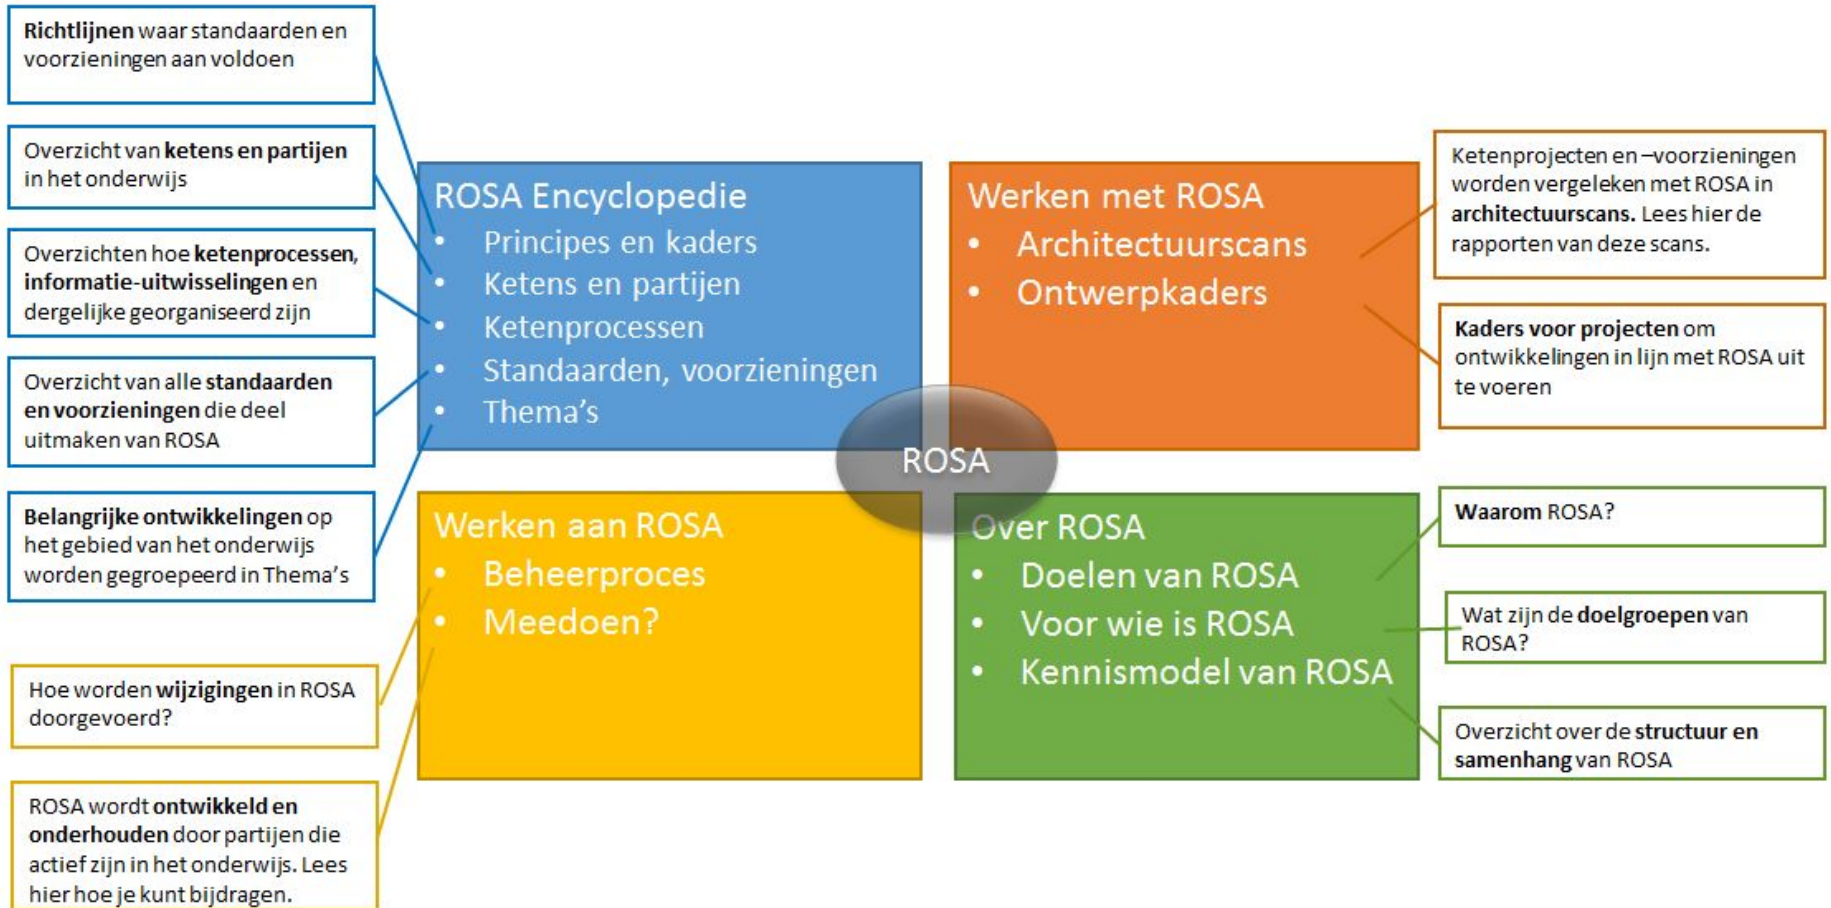 Richtlijnen waar standaarden en
voorzieningen aan voldoen
Overzicht van ketens en partijen
in het onderwijs
Overzichten hoe ketenprocessen,
informatie-uitwisselingen en
dergelijke georganiseerd zijn
Overzicht van alle standaarden
en voorzieningen die deel
uitmaken van ROSA
Belangrijke ontwikkelingen op
het gebied van het onderwijs
worden gegroepeerd in Thema's
Hoe worden wijzigingen in ROSA
doorgevoerd?
ROSA wordt ontwikkeld en
onderhouden door partijen die
actief zijn in het onderwijs. Lees
hier hoe je kunt bijdragen.
ROSA Encyclopedie
• Principes en kaders
• Ketens en partijen
• Ketenprocessen
• Standaarden, voorzieningen
• Thema's
Werken met ROSA
• Architectuurscans
• Ontwerpkaders
ROSA
Werken aan ROSA
• Beheerproces
• Meedoen?
Over ROSA
• Doelen van ROSA
• Voor wie is ROSA
• Kennismodel van ROSA
Ketenprojecten en –voorzieningen
worden vergeleken met ROSA in
architectuurscans. Lees hier de
rapporten van deze scans.
Kaders voor projecten om
ontwikkelingen in lijn met ROSA uit
te voeren
Waarom ROSA?
Wat zijn de doelgroepen van
ROSA?
Overzicht over de structuur en
samenhang van ROSA